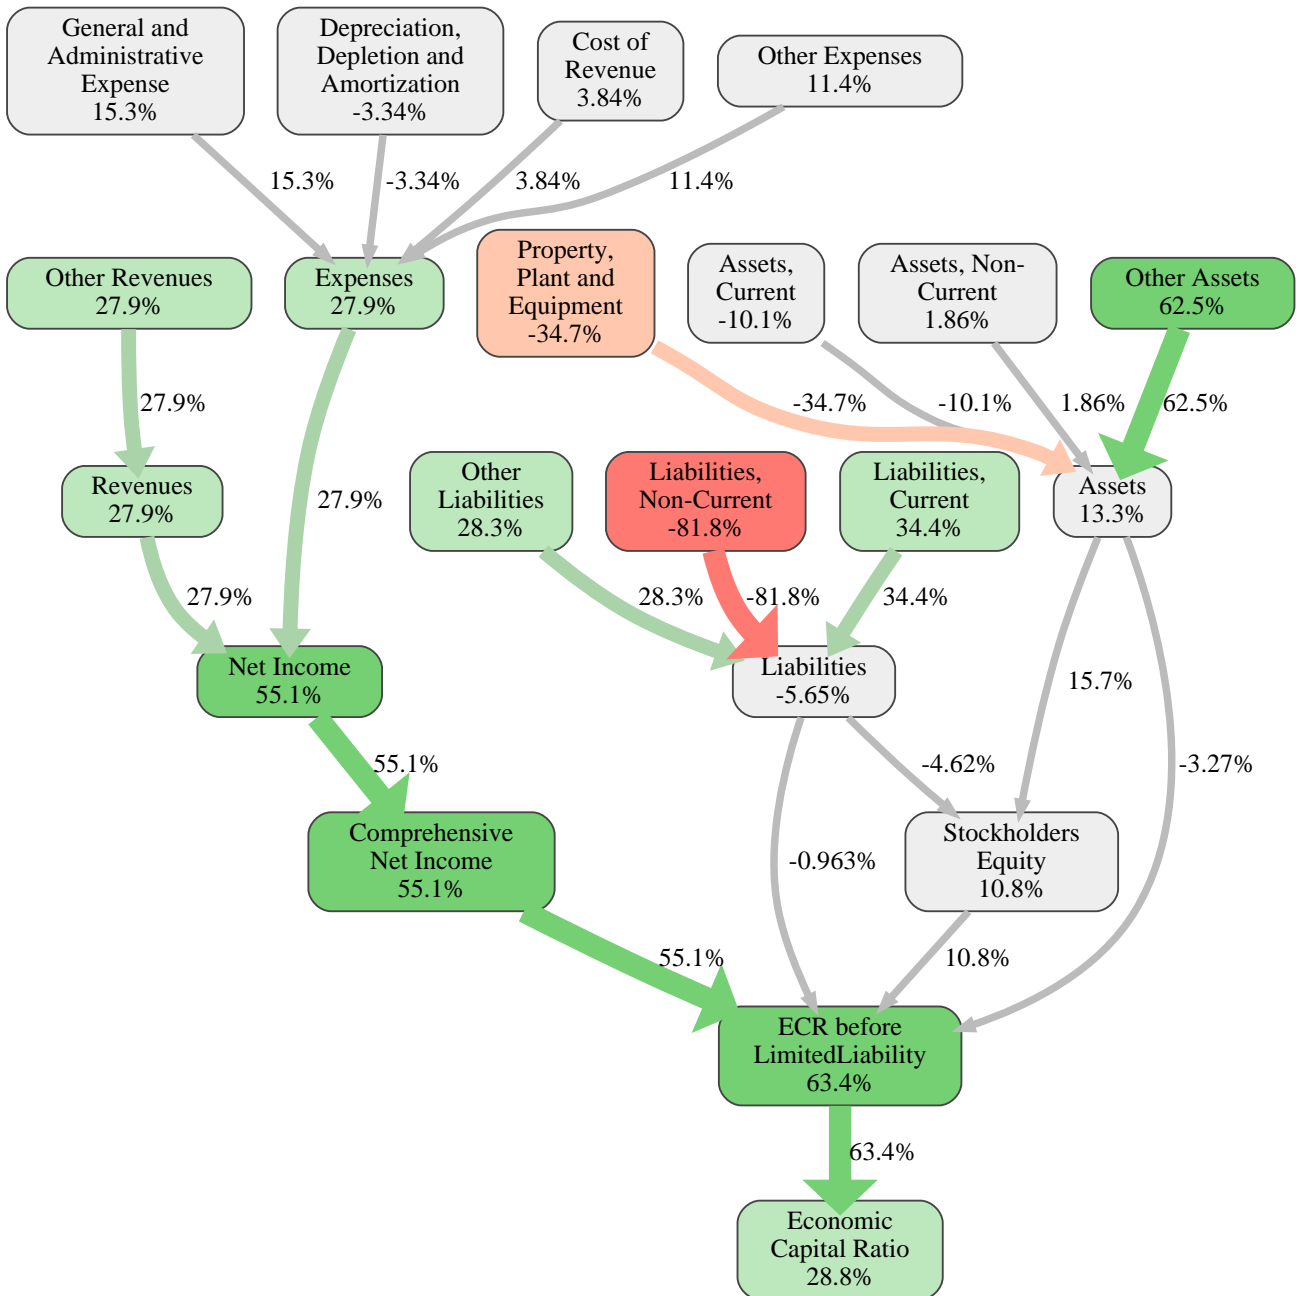 General and
Administrative
Expense
15.3%
Depreciation,
Depletion and
Amortization
-3.34%
Cost of
Revenue
3.84%
Other Expenses
11.4%
15.3%
-3.34%
3.84%
11.4%
Other Revenues
27.9%
Expenses
27.9%
Property,
Plant and
Equipment
-34.7%
Assets,
Current
-10.1%
Assets, Non-
Current
1.86%
Other Assets
62.5%
27.9%
-34.7%
-10.1%
1.86%
62.5%
Revenues
27.9%
27.9%
Other
Liabilities
28.3%
Liabilities,
Non-Current
-81.8%
Liabilities,
Current
34.4%
Assets
13.3%
27.9%
28.3%
-81.8%
34.4%
Net Income
55.1%
Liabilities
-5.65%
15.7%
55.1%
-4.62%
-3.27%
Comprehensive
Net Income
55.1%
-0.963%
Stockholders
Equity
10.8%
55.1%
10.8%
ECR before
LimitedLiability
63.4%
63.4%
Economic
Capital Ratio
28.8%